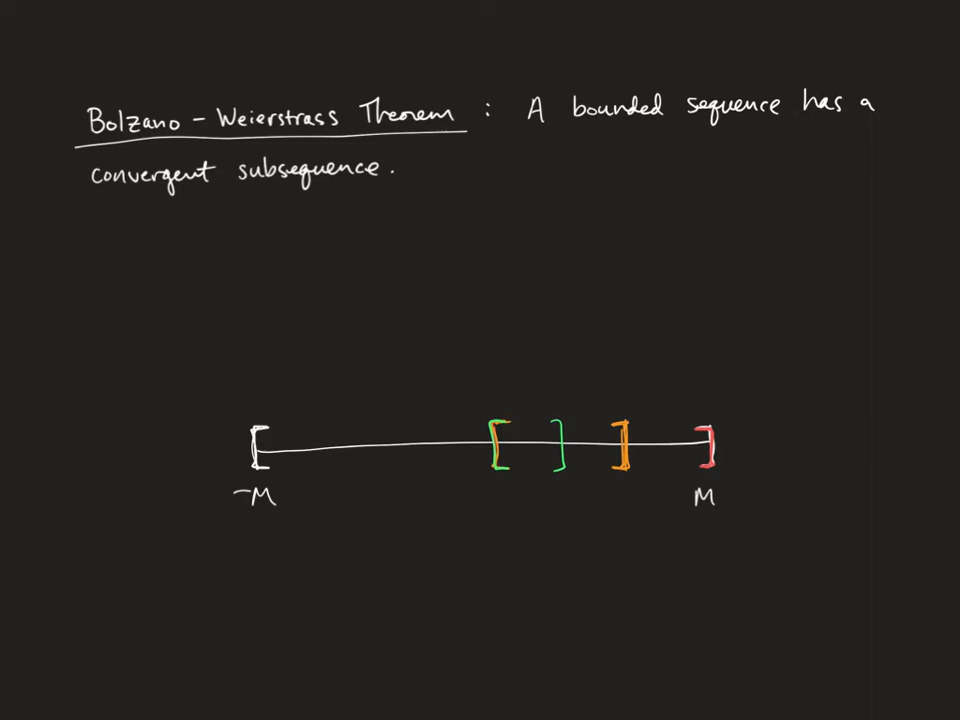 Bolzano - Weierstrass Theorem : A bounded sequence has a
convergent subsequence.
-M M